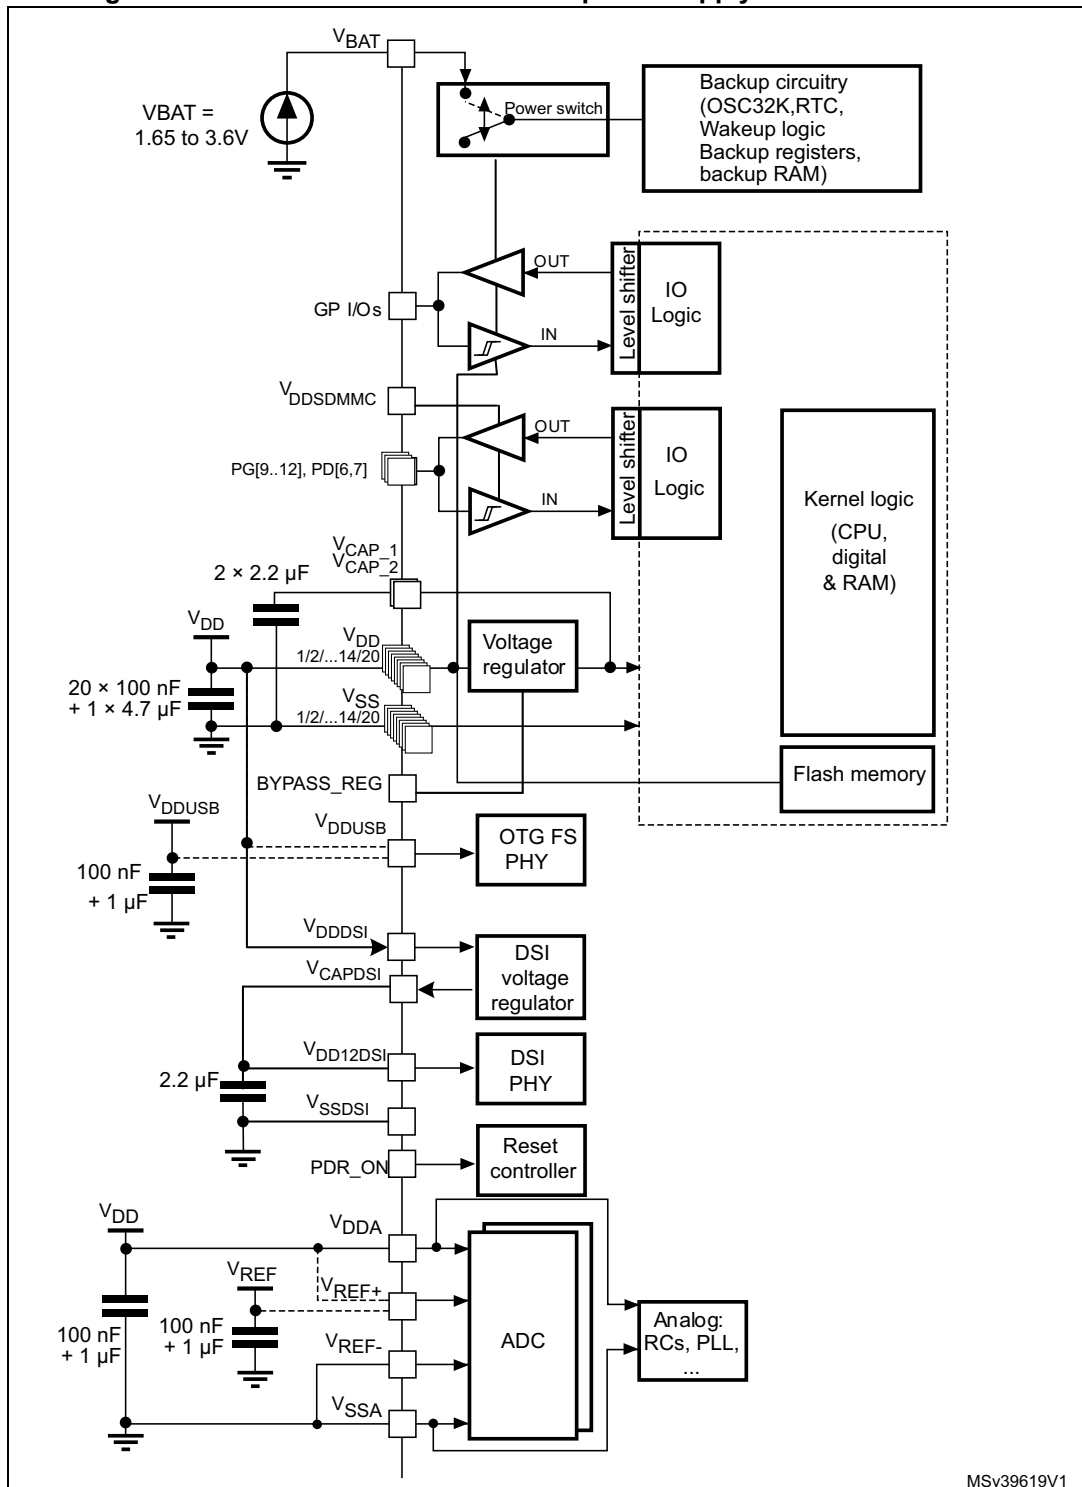 VBAT
VBAT =
1.65 to 3.6V
Power switch
Backup circuitry
(OSC32K,RTC,
Wakeup logic
Backup registers,
backup RAM)
GP I/Os
OUT
IN
Level shifter
IO
Logic
VDDSDMMC
PG[9..12], PD[6,7]
OUT
IN
Level shifter
IO
Logic
Kernel logic
(CPU,
digital
& RAM)
VCAP_1
VCAP_2
2 × 2.2 µF
VDD
VDD
1/2/...14/20
Voltage
regulator
20 × 100 nF
+ 1 × 4.7 µF
VSS
1/2/...14/20
BYPASS_REG
Flash memory
VDDUSB
VDDUSB
100 nF
+ 1 µF
OTG FS
PHY
VDDDSI
DSI
voltage
regulator
VCAPDSI
VDD12DSI
DSI
PHY
2.2 µF
VSSDSI
PDR_ON
Reset
controller
VDD
VDDA
VREF
VREF+
100 nF
+ 1 µF
100 nF
+ 1 µF
VREF-
ADC
Analog:
RCs, PLL,
...
VSSA
MSv39619V1